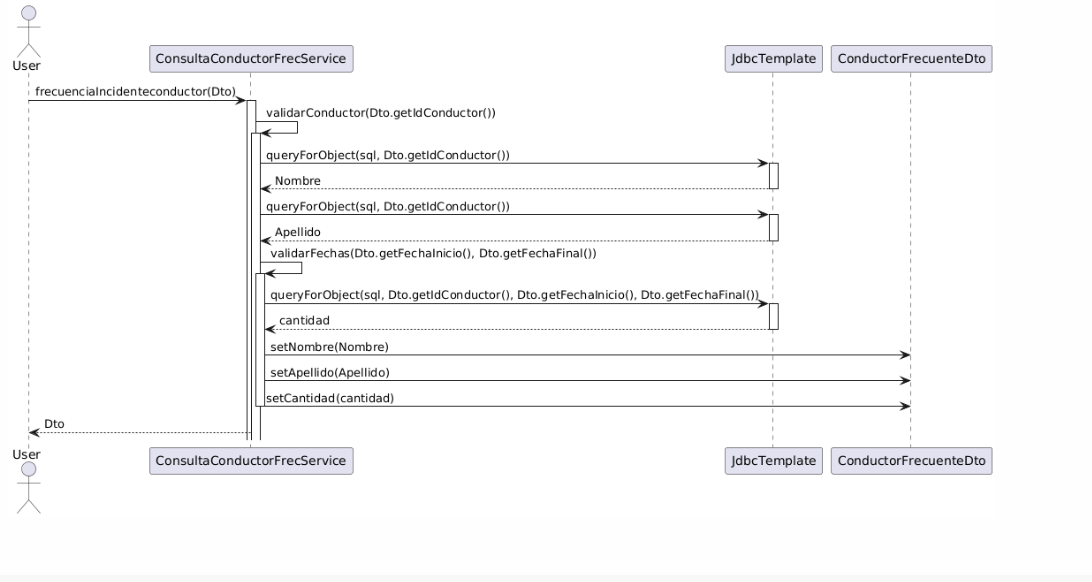 User
ConsultaConductorFrecService
JdbcTemplate
ConductorFrecuenteDto
frecuenciaIncidenteconductor(Dto)
validarConductor(Dto.getIdConductor())
queryForObject(sql, Dto.getIdConductor())
Nombre
queryForObject(sql, Dto.getIdConductor())
Apellido
validarFechas(Dto.getFechaInicio(), Dto.getFechaFinal())
queryForObject(sql, Dto.getIdConductor(), Dto.getFechaInicio(), Dto.getFechaFinal())
cantidad
setNombre(Nombre)
setApellido(Apellido)
setCantidad(cantidad)
Dto
User
ConsultaConductorFrecService
JdbcTemplate
ConductorFrecuenteDto